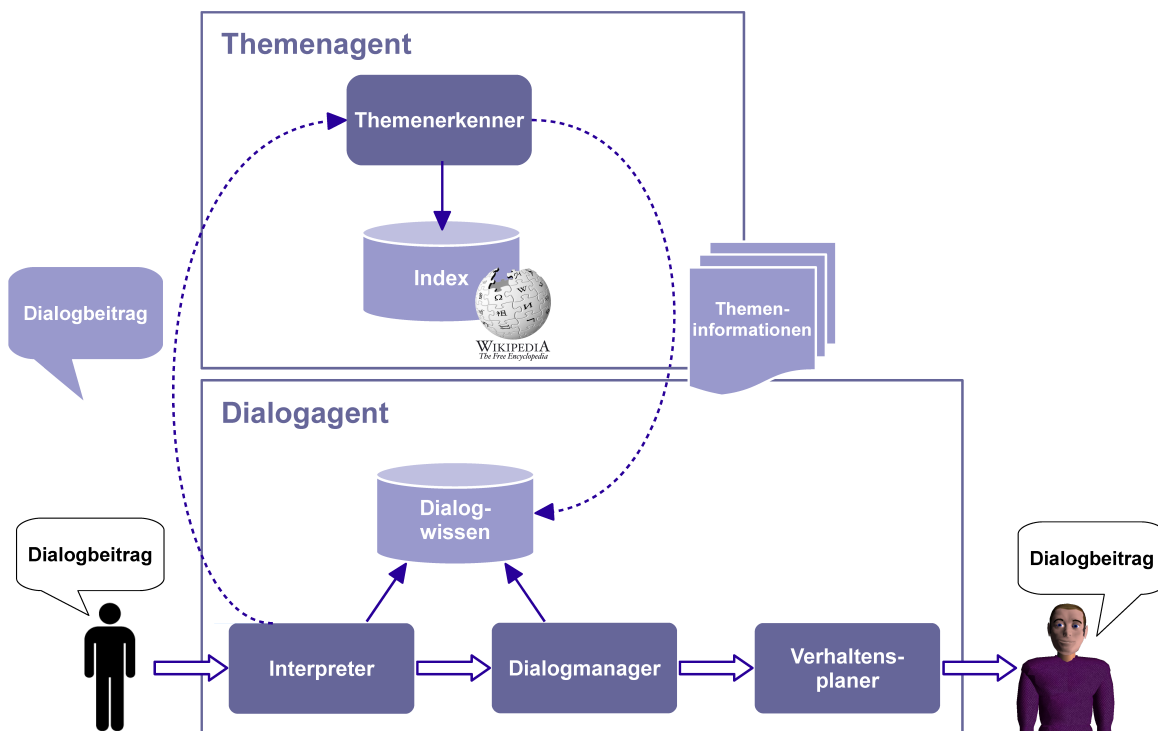 Themenagent
Themenerkenner
Index
Ω
W
И
WIKIPEDIA
The Free Encyclopedia
Themen-
informationen
Dialogbeitrag
Dialogagent
Dialog-
wissen
Dialogbeitrag
Dialogbeitrag
Interpreter
Dialogmanager
Verhaltens-
planer